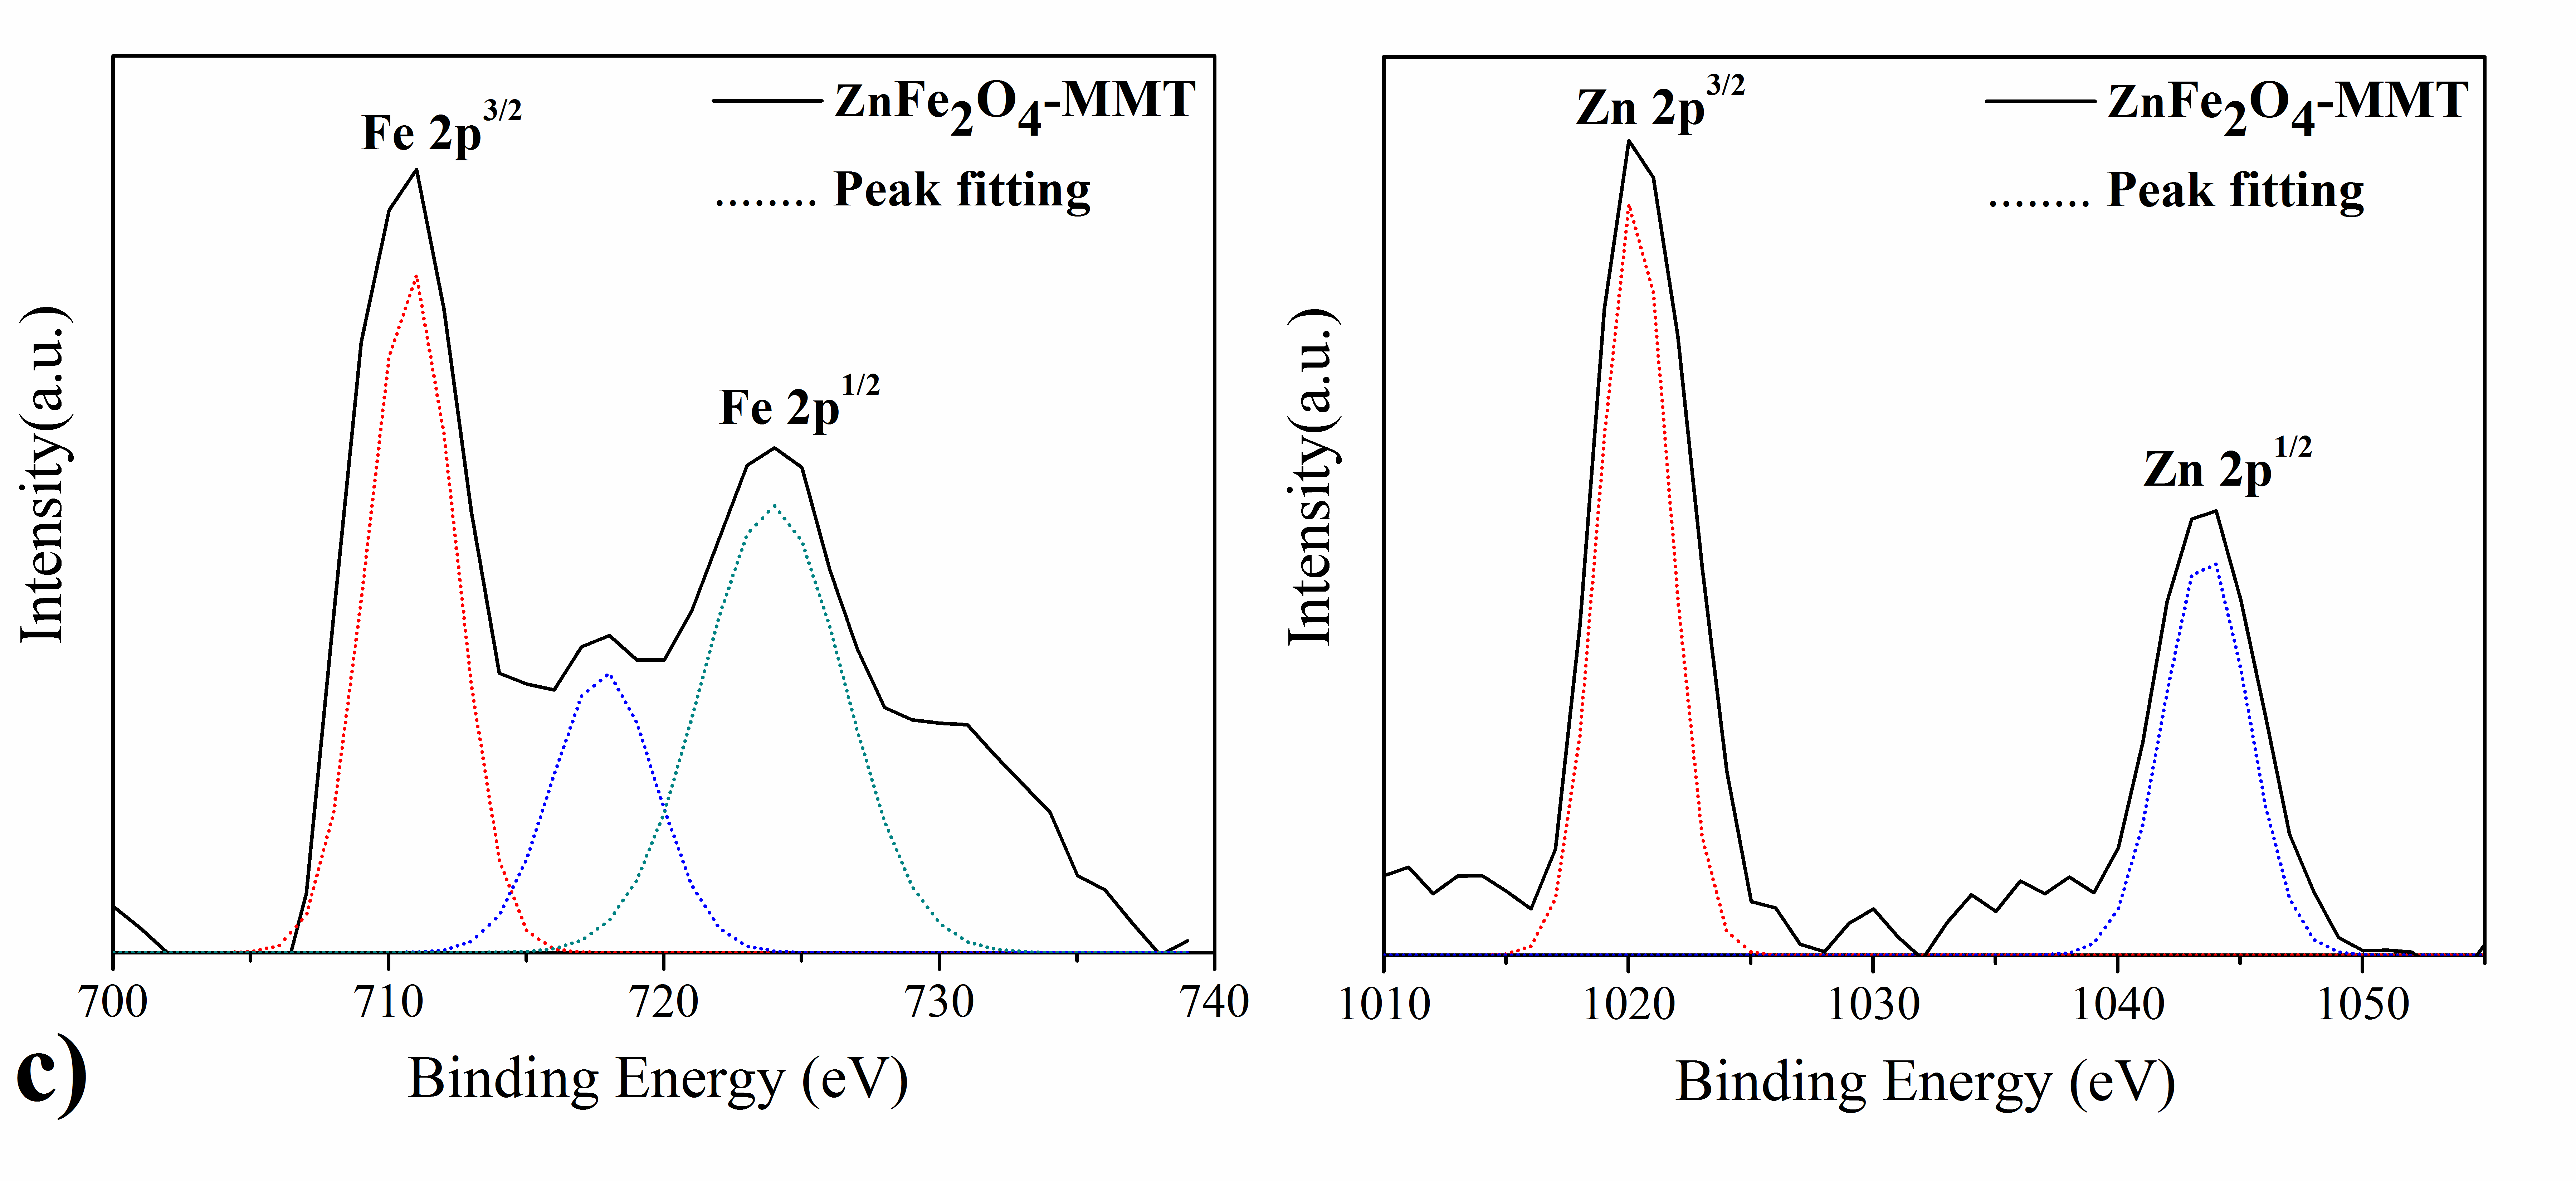 ZnFe₂O₄-MMT
Peak fitting
Fe 2p³/²
Fe 2p¹/²
Intensity(a.u.)
700 710 720 730 740
Binding Energy (eV)
c)
ZnFe₂O₄-MMT
Peak fitting
Zn 2p³/²
Zn 2p¹/²
Intensity(a.u.)
1010 1020 1030 1040 1050
Binding Energy (eV)